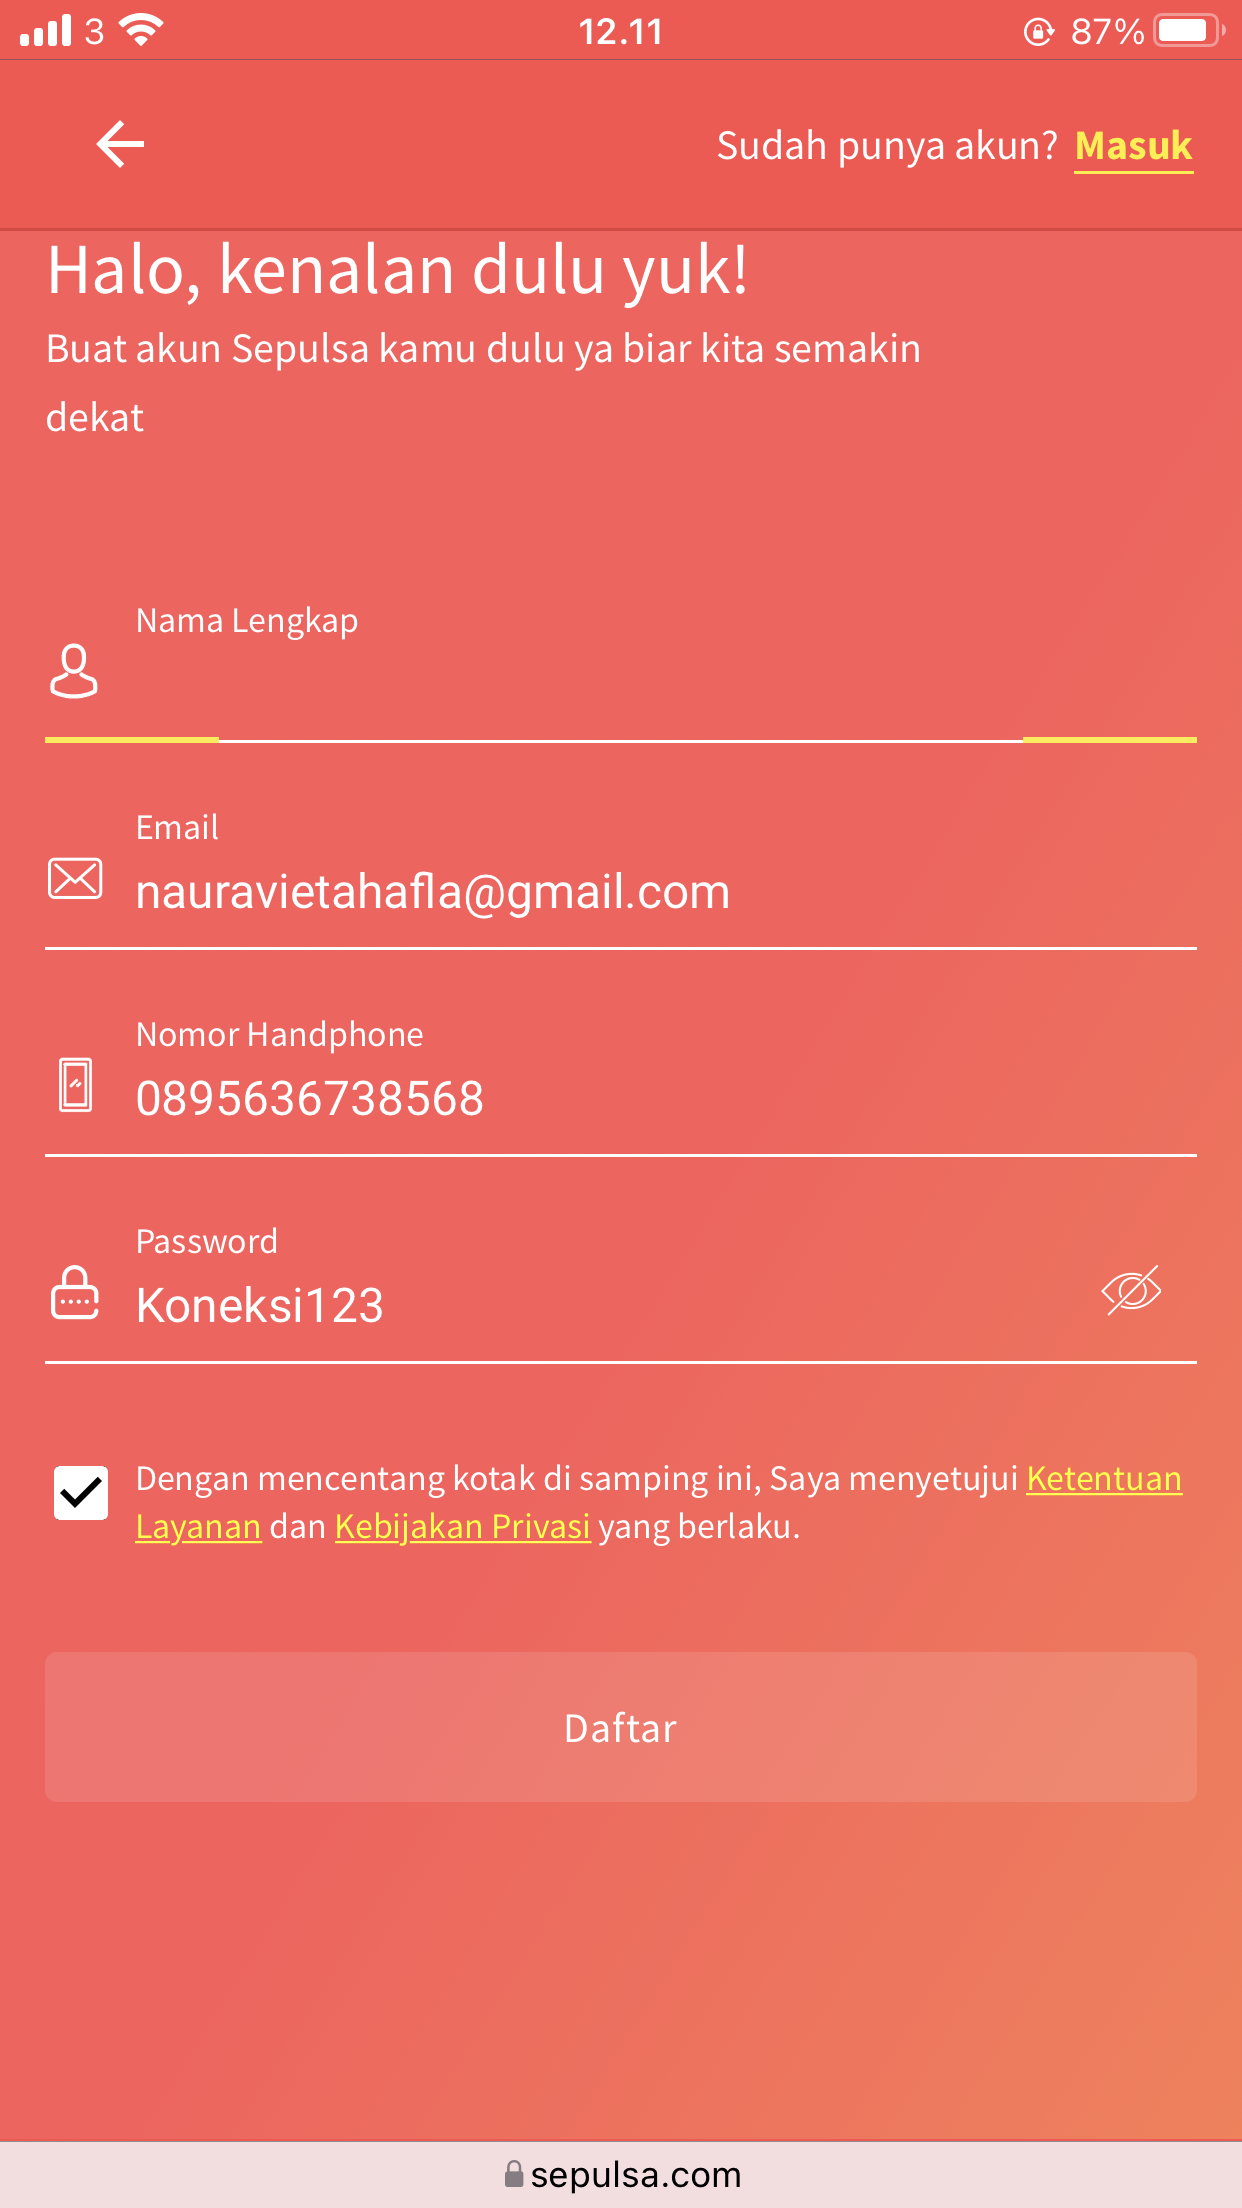 3
12.11
87%
Sudah punya akun? Masuk
Halo, kenalan dulu yuk!
Buat akun Sepulsa kamu dulu ya biar kita semakin
dekat
Nama Lengkap
Email
nauravietahafla@gmail.com
Nomor Handphone
0895636738568
Password
Koneksi123
Dengan mencentang kotak di samping ini, Saya menyetujui Ketentuan
Layanan dan Kebijakan Privasi yang berlaku.
Daftar
sepulsa.com